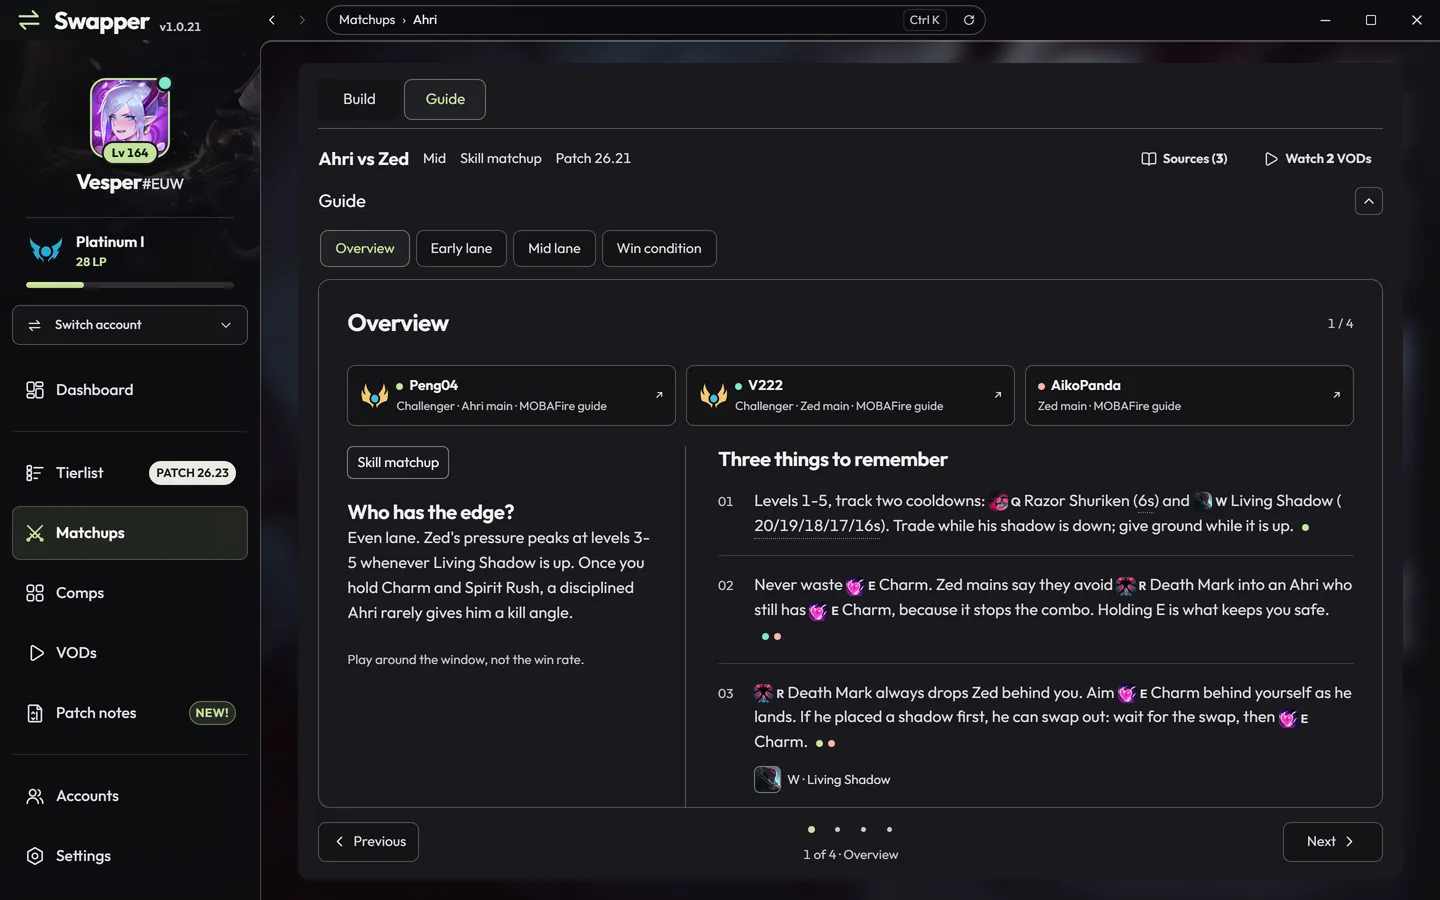 Swapper v1.0.21
Matchups › Ahri
Ctrl K
Lv 164
Vesper#EUW
Platinum I
28 LP
Switch account
Dashboard
Tierlist
PATCH 26.23
Matchups
Comps
VODs
Patch notes
NEW!
Accounts
Settings
Build
Guide
Ahri vs Zed Mid Skill matchup Patch 26.21
Sources (3)
Watch 2 VODs
Guide
Overview
Early lane
Mid lane
Win condition
Overview
1 / 4
Peng04
Challenger · Ahri main · MOBAFire guide
V222
Challenger · Zed main · MOBAFire guide
AikoPanda
Zed main · MOBAFire guide
Skill matchup
Who has the edge?
Even lane. Zed's pressure peaks at levels 3-
5 whenever Living Shadow is up. Once you
hold Charm and Spirit Rush, a disciplined
Ahri rarely gives him a kill angle.
Play around the window, not the win rate.
Three things to remember
01 Levels 1-5, track two cooldowns: Q Razor Shuriken (6s) and W Living Shadow (
20/19/18/17/16s). Trade while his shadow is down; give ground while it is up.
02 Never waste E Charm. Zed mains say they avoid R Death Mark into an Ahri who
still has E Charm, because it stops the combo. Holding E is what keeps you safe.
03 R Death Mark always drops Zed behind you. Aim E Charm behind yourself as he
lands. If he placed a shadow first, he can swap out: wait for the swap, then E
Charm.
W · Living Shadow
Previous
1 of 4 · Overview
Next